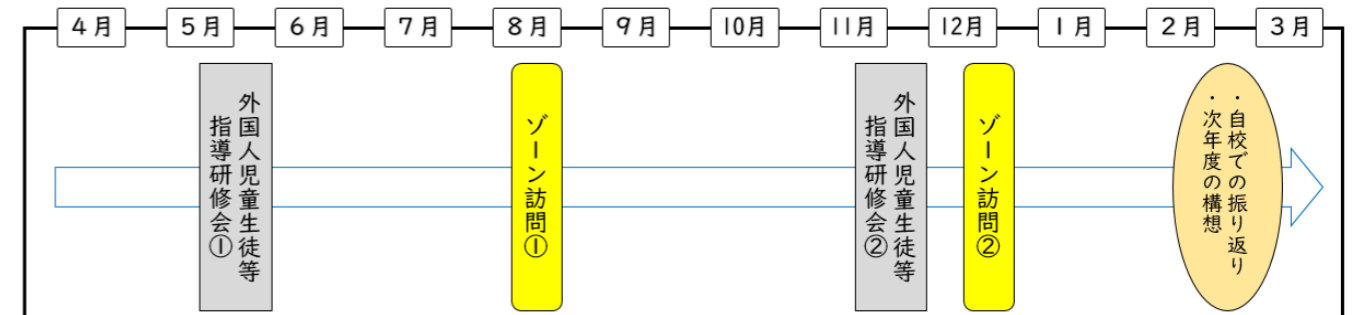 4月
5月
6月
7月
8月
9月
10月
11月
12月
1月
2月
3月
外国人児童生徒等
指導研修会①
ゾーン訪問①
外国人児童生徒等
指導研修会②
ゾーン訪問②
・自校での振り返り
・次年度の構想